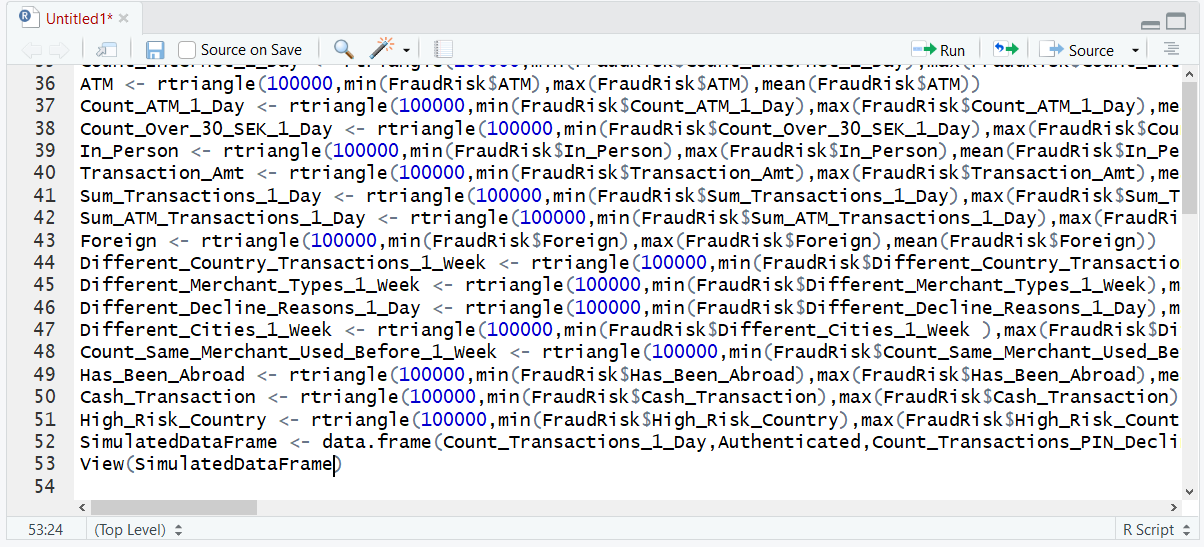 Untitled1*
Source on Save
Run
Source
36 ATM <- rtriangle(100000,min(FraudRisk$ATM),max(FraudRisk$ATM),mean(FraudRisk$ATM))
37 Count_ATM_1_Day <- rtriangle(100000,min(FraudRisk$Count_ATM_1_Day),max(FraudRisk$Count_ATM_1_Day),me
38 Count_Over_30_SEK_1_Day <- rtriangle(100000,min(FraudRisk$Count_Over_30_SEK_1_Day),max(FraudRisk$Cou
39 In_Person <- rtriangle(100000,min(FraudRisk$In_Person),max(FraudRisk$In_Person),mean(FraudRisk$In_Pe
40 Transaction_Amt <- rtriangle(100000,min(FraudRisk$Transaction_Amt),max(FraudRisk$Transaction_Amt),me
41 Sum_Transactions_1_Day <- rtriangle(100000,min(FraudRisk$Sum_Transactions_1_Day),max(FraudRisk$Sum_T
42 Sum_ATM_Transactions_1_Day <- rtriangle(100000,min(FraudRisk$Sum_ATM_Transactions_1_Day),max(FraudRi
43 Foreign <- rtriangle(100000,min(FraudRisk$Foreign),max(FraudRisk$Foreign),mean(FraudRisk$Foreign))
44 Different_Country_Transactions_1_Week <- rtriangle(100000,min(FraudRisk$Different_Country_Transactio
45 Different_Merchant_Types_1_Week <- rtriangle(100000,min(FraudRisk$Different_Merchant_Types_1_Week),m
46 Different_Decline_Reasons_1_Day <- rtriangle(100000,min(FraudRisk$Different_Decline_Reasons_1_Day),m
47 Different_Cities_1_Week <- rtriangle(100000,min(FraudRisk$Different_Cities_1_Week ),max(FraudRisk$Di
48 Count_Same_Merchant_Used_Before_1_Week <- rtriangle(100000,min(FraudRisk$Count_Same_Merchant_Used_Be
49 Has_Been_Abroad <- rtriangle(100000,min(FraudRisk$Has_Been_Abroad),max(FraudRisk$Has_Been_Abroad),me
50 Cash_Transaction <- rtriangle(100000,min(FraudRisk$Cash_Transaction),max(FraudRisk$Cash_Transaction)
51 High_Risk_Country <- rtriangle(100000,min(FraudRisk$High_Risk_Country),max(FraudRisk$High_Risk_Count
52 SimulatedDataFrame <- data.frame(Count_Transactions_1_Day,Authenticated,Count_Transactions_PIN_Decli
53 View(SimulatedDataFrame)
54
53:24 (Top Level) R Script